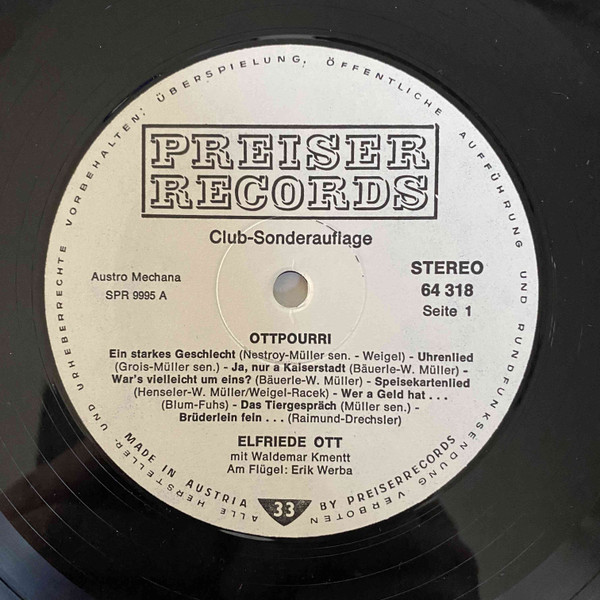 ALLE HERSTELLER- UND URHEBERRECHTE VORBEHALTEN; ÜBERSPIELUNG, ÖFFENTLICHE AUFFÜHRUNG UND RUNDFUNKSENDUNG VERBOTEN
PREISER
RECORDS
Club-Sonderauflage
Austro Mechana
SPR 9995 A
STEREO
64 318
Seite 1
OTTPOURRI
Ein starkes Geschlecht (Nestroy-Müller sen. - Weigel) - Uhrenlied
(Grois-Müller sen.) - Ja, nur a Kaiserstadt (Bäuerle-W. Müller) -
War's vielleicht um eins? (Bäuerle-W. Müller) - Speisekartenlied
(Henseler-W. Müller/Weigel-Racek) - Wer a Geld hat . . .
(Blum-Fuhs) - Das Tiergespräch (Müller sen.) -
Brüderlein fein . . . (Raimund-Drechsler)
ELFRIEDE OTT
mit Waldemar Kmentt
Am Flügel: Erik Werba
MADE IN AUSTRIA
33
BY PREISERRECORDS